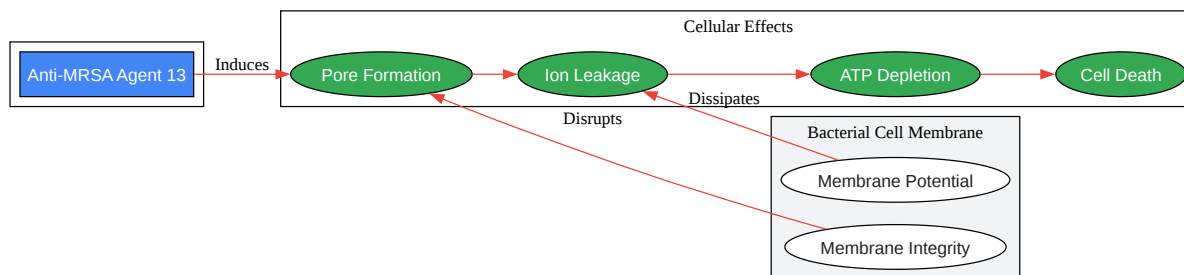 Cellular Effects
Anti-MRSA Agent 13
Induces
Pore Formation
Ion Leakage
ATP Depletion
Cell Death
Dissipates
Disrupts
Bacterial Cell Membrane
Membrane Potential
Membrane Integrity